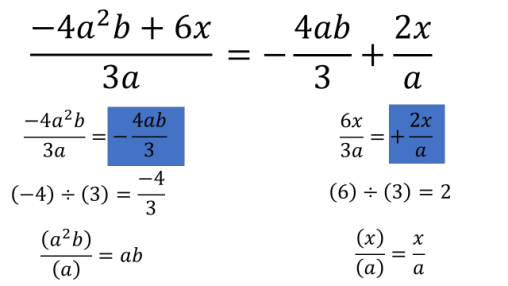 (-4a²b + 6x)/(3a) = -(4ab)/(3) + (2x)/(a)
(-4a²b)/(3a) = -(4ab)/(3)
(6x)/(3a) = +(2x)/(a)
(-4) ÷ (3) = (-4)/(3)
(6) ÷ (3) = 2
(a²b)/(a) = ab
(x)/(a) = x/a